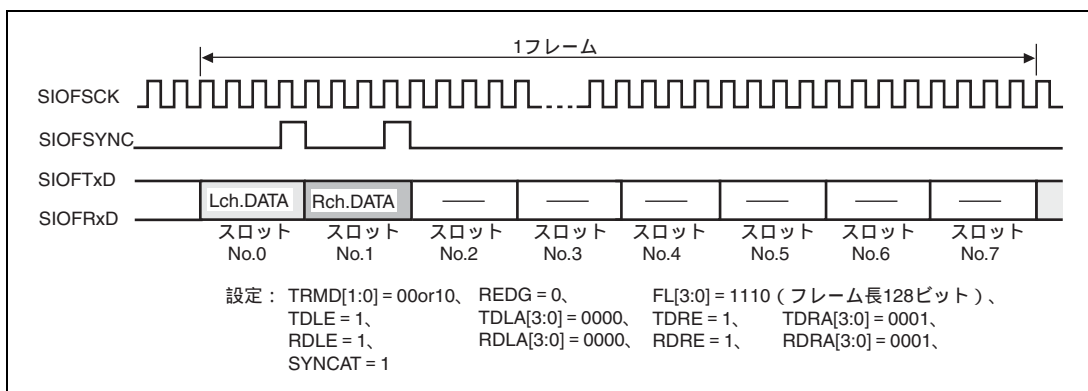 1フレーム
SIOFSCK
SIOFSYNC
SIOFTxD
SIOFRxD
Lch.DATA Rch.DATA
スロット スロット スロット スロット スロット スロット スロット スロット
No.0 No.1 No.2 No.3 No.4 No.5 No.6 No.7
設定： TRMD[1:0] = 00or10、 REDG = 0、 FL[3:0] = 1110（フレーム長128ビット）、
TDLE = 1、 TDLA[3:0] = 0000、 TDRE = 1、 TDRA[3:0] = 0001、
RDLE = 1、 RDLA[3:0] = 0000、 RDRE = 1、 RDRA[3:0] = 0001、
SYNCAT = 1